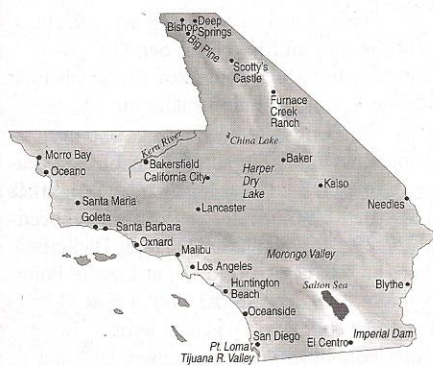 Bishop
Deep
Springs
Big Pine
Scotty's
Castle
Furnace
Creek
Ranch
China Lake
Kern River
Morro Bay
Oceano
Bakersfield
California City
Baker
Harper
Dry
Lake
Kelso
Santa Maria
Lancaster
Needles
Goleta
Santa Barbara
Oxnard
Malibu
Morongo Valley
Los Angeles
Huntington
Beach
Salton Sea
Blythe
Oceanside
San Diego
Imperial Dam
El Centro
Pt. Loma
Tijuana R. Valley